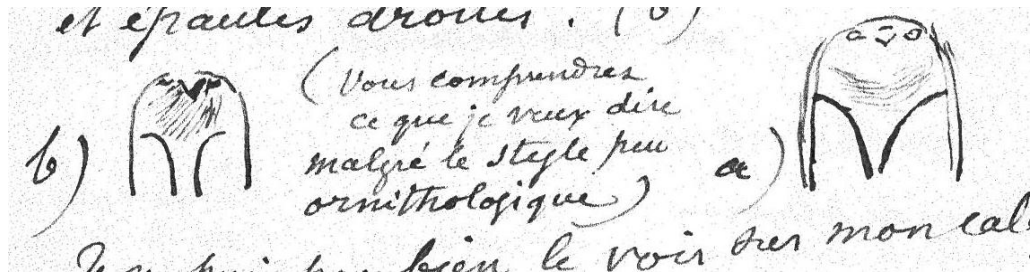 et épaules droites. (b)
(Vous comprendrez
ce que je veux dire
malgré le style peu
ornithologique)
b)
a)
bien le voir sur mon cal